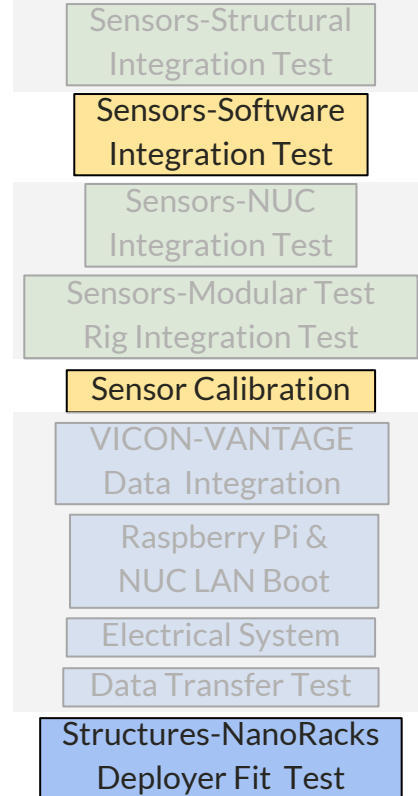 Sensors-Structural
Integration Test
Sensors-Software
Integration Test
Sensors-NUC
Integration Test
Sensors-Modular Test
Rig Integration Test
Sensor Calibration
VICON-VANTAGE
Data Integration
Raspberry Pi &
NUC LAN Boot
Electrical System
Data Transfer Test
Structures-NanoRacks
Deployer Fit Test